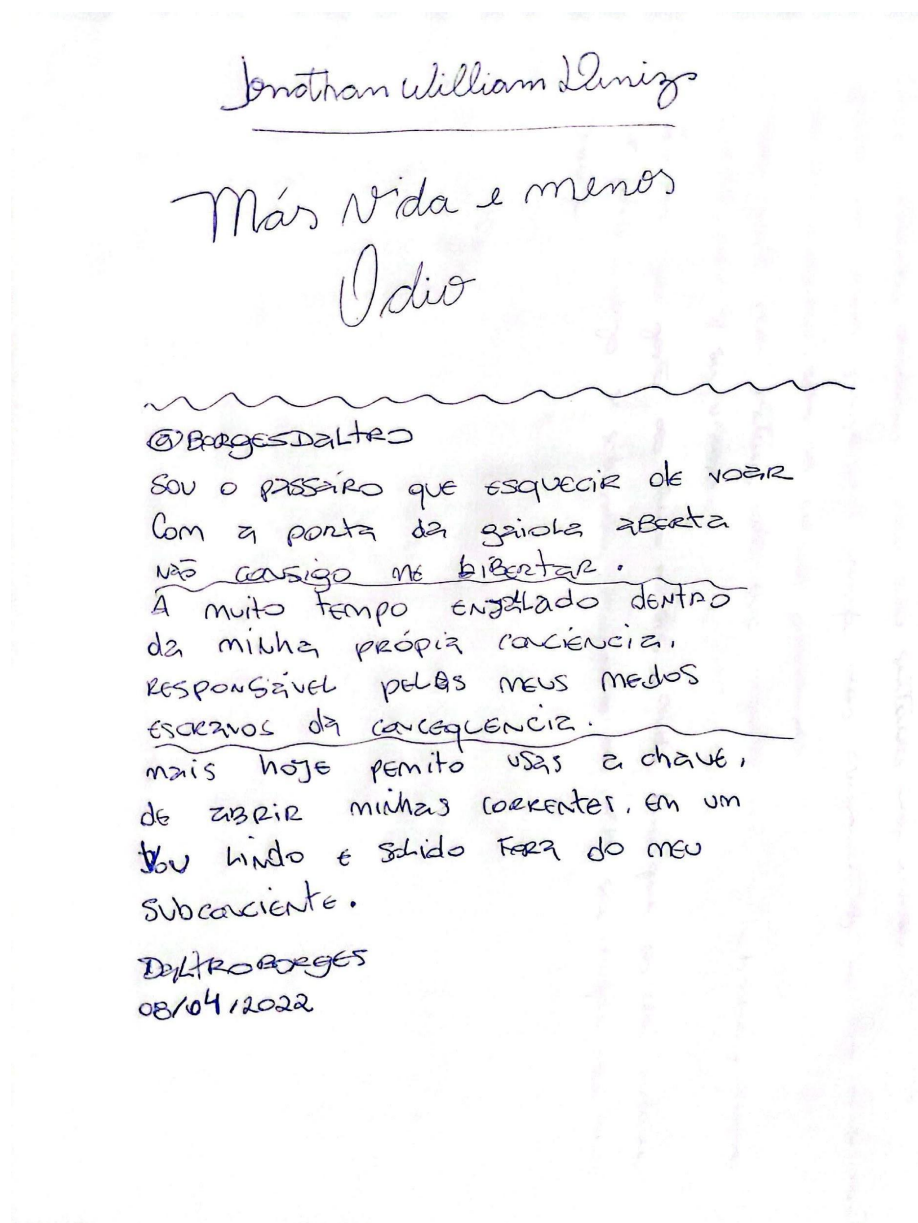 Jonathan William Diniz
Más vida e menos
Odio
@BORgESDaLtRO
SOU O PASSAíRO QUE ESQUECIR DE VOAR
Com a porta da gaiola aberta
NÃO CONSIGO ME LIBERTAR.
A muito tempo ENJALADO DENTRO
da minha própia conciência,
RESPONSÁVEL PELOS MEUS MEDOS
ESCRAVOS da concequencia.
mais hoje pemito usas a chave,
de abrir minhas correntes, em um
vou lindo e solido fora do meu
subconciente.
DaLtROBORgES
08/04/2022